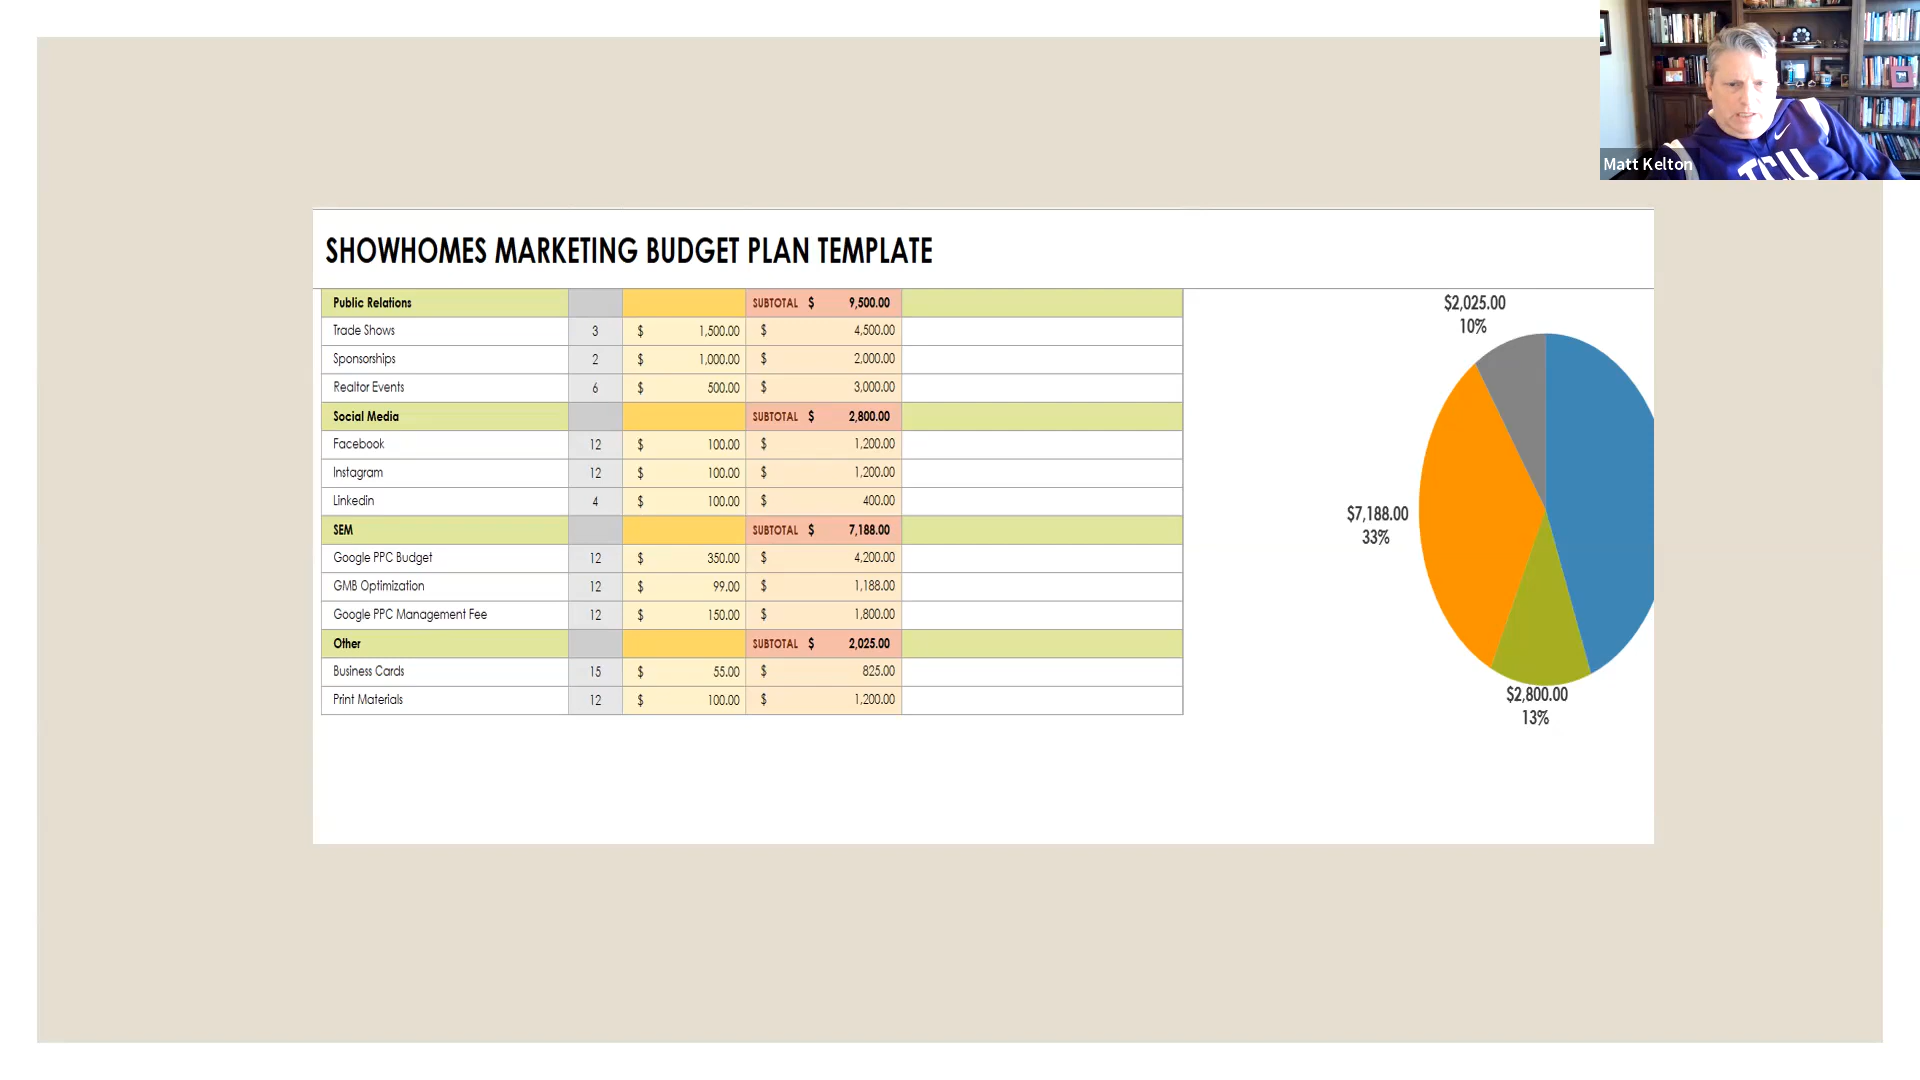 Matt Kelton
TCU
SHOWHOMES MARKETING BUDGET PLAN TEMPLATE
Public Relations SUBTOTAL $ 9,500.00
Trade Shows 3 $ 1,500.00 $ 4,500.00
Sponsorships 2 $ 1,000.00 $ 2,000.00
Realtor Events 6 $ 500.00 $ 3,000.00
Social Media SUBTOTAL $ 2,800.00
Facebook 12 $ 100.00 $ 1,200.00
Instagram 12 $ 100.00 $ 1,200.00
Linkedin 4 $ 100.00 $ 400.00
SEM SUBTOTAL $ 7,188.00
Google PPC Budget 12 $ 350.00 $ 4,200.00
GMB Optimization 12 $ 99.00 $ 1,188.00
Google PPC Management Fee 12 $ 150.00 $ 1,800.00
Other SUBTOTAL $ 2,025.00
Business Cards 15 $ 55.00 $ 825.00
Print Materials 12 $ 100.00 $ 1,200.00
$2,025.00
10%
$7,188.00
33%
$2,800.00
13%